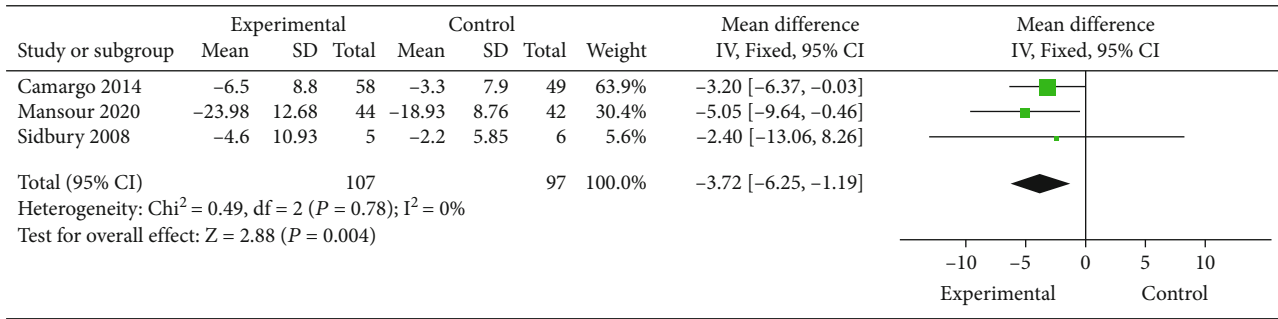 Experimental Control Mean difference Mean difference
Study or subgroup Mean SD Total Mean SD Total Weight IV, Fixed, 95% CI IV, Fixed, 95% CI
Camargo 2014 –6.5 8.8 58 –3.3 7.9 49 63.9% –3.20 [–6.37, –0.03]
Mansour 2020 –23.98 12.68 44 –18.93 8.76 42 30.4% –5.05 [–9.64, –0.46]
Sidbury 2008 –4.6 10.93 5 –2.2 5.85 6 5.6% –2.40 [–13.06, 8.26]
Total (95% CI) 107 97 100.0% –3.72 [–6.25, –1.19]
Heterogeneity: Chi² = 0.49, df = 2 (P = 0.78); I² = 0%
Test for overall effect: Z = 2.88 (P = 0.004)
–10 –5 0 5 10
Experimental Control